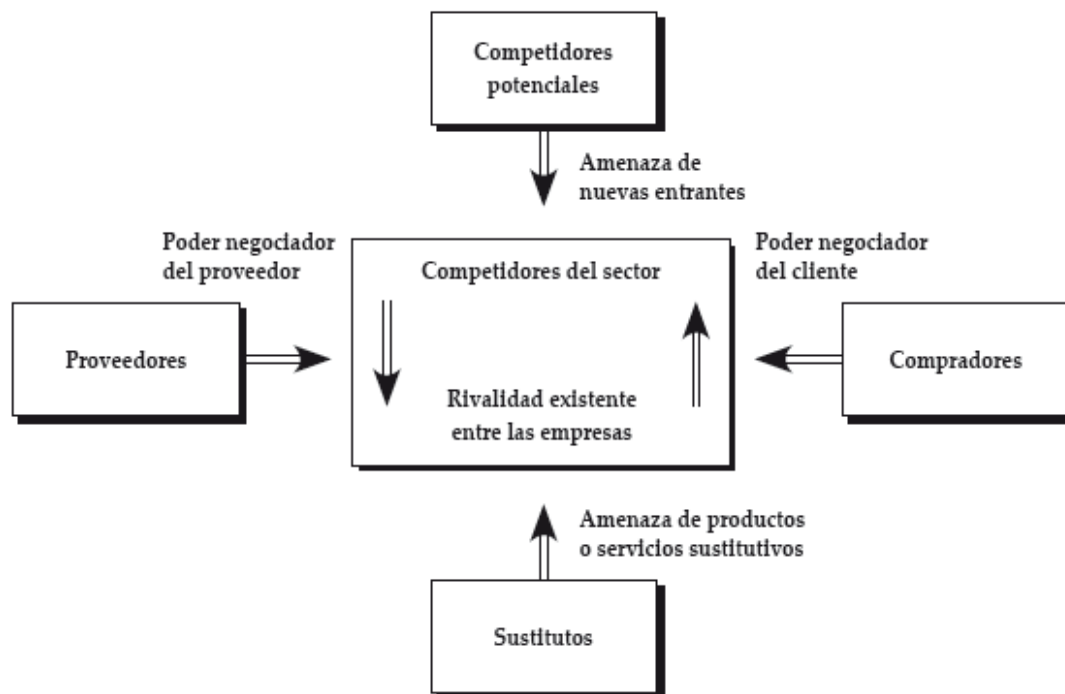 Competidores
potenciales
Amenaza de
nuevas entrantes
Poder negociador
del proveedor
Poder negociador
del cliente
Competidores del sector
Proveedores
Compradores
Rivalidad existente
entre las empresas
Amenaza de productos
o servicios sustitutivos
Sustitutos